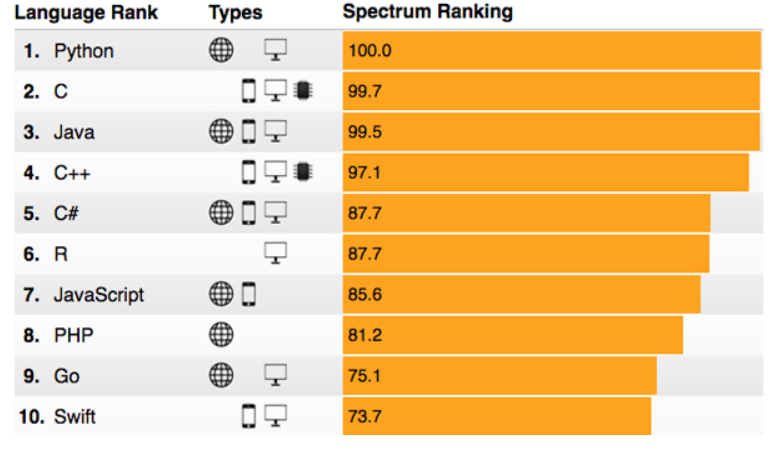 Language Rank Types Spectrum Ranking
1. Python 100.0
2. C 99.7
3. Java 99.5
4. C++ 97.1
5. C# 87.7
6. R 87.7
7. JavaScript 85.6
8. PHP 81.2
9. Go 75.1
10. Swift 73.7